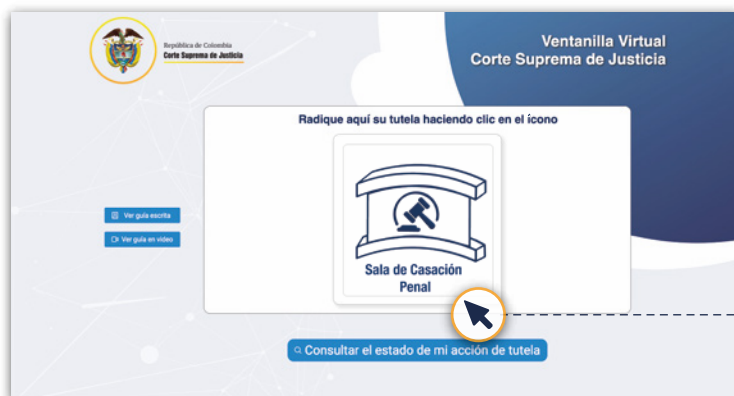 República de Colombia
Corte Suprema de Justicia
Ventanilla Virtual
Corte Suprema de Justicia
Radique aquí su tutela haciendo clic en el ícono
Sala de Casación
Penal
Ver guía escrita
Ver guía en video
Consultar el estado de mi acción de tutela